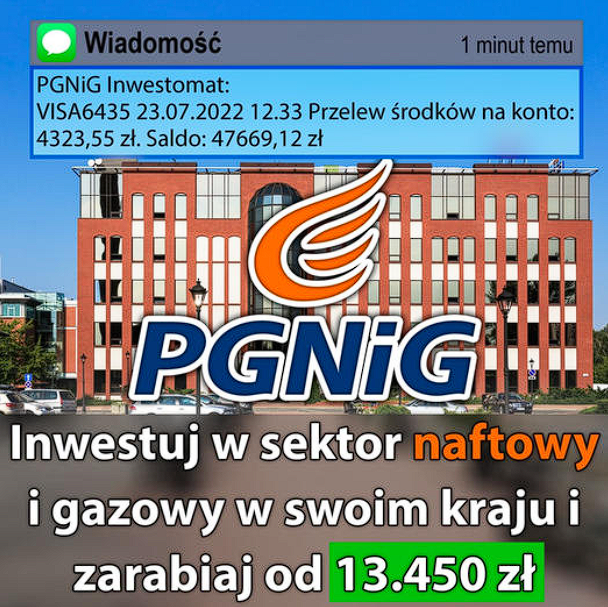 Wiadomość 1 minut temu
PGNiG Inwestomat:
VISA6435 23.07.2022 12.33 Przelew środków na konto:
4323,55 zł. Saldo: 47669,12 zł
PGNiG
Inwestuj w sektor naftowy
i gazowy w swoim kraju i
zarabiaj od 13.450 zł